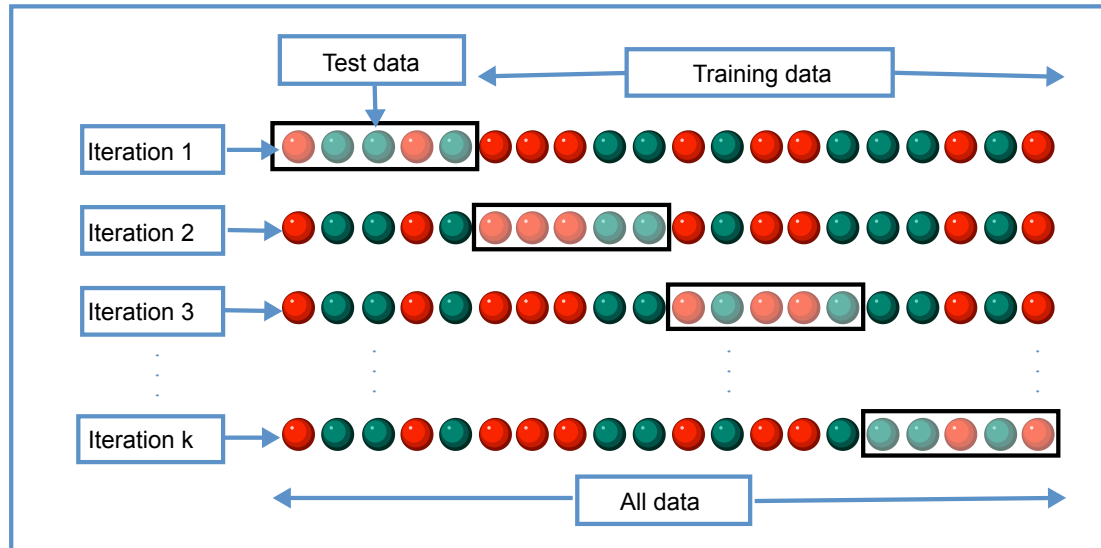 Test data
Training data
Iteration 1
Iteration 2
Iteration 3
Iteration k
All data